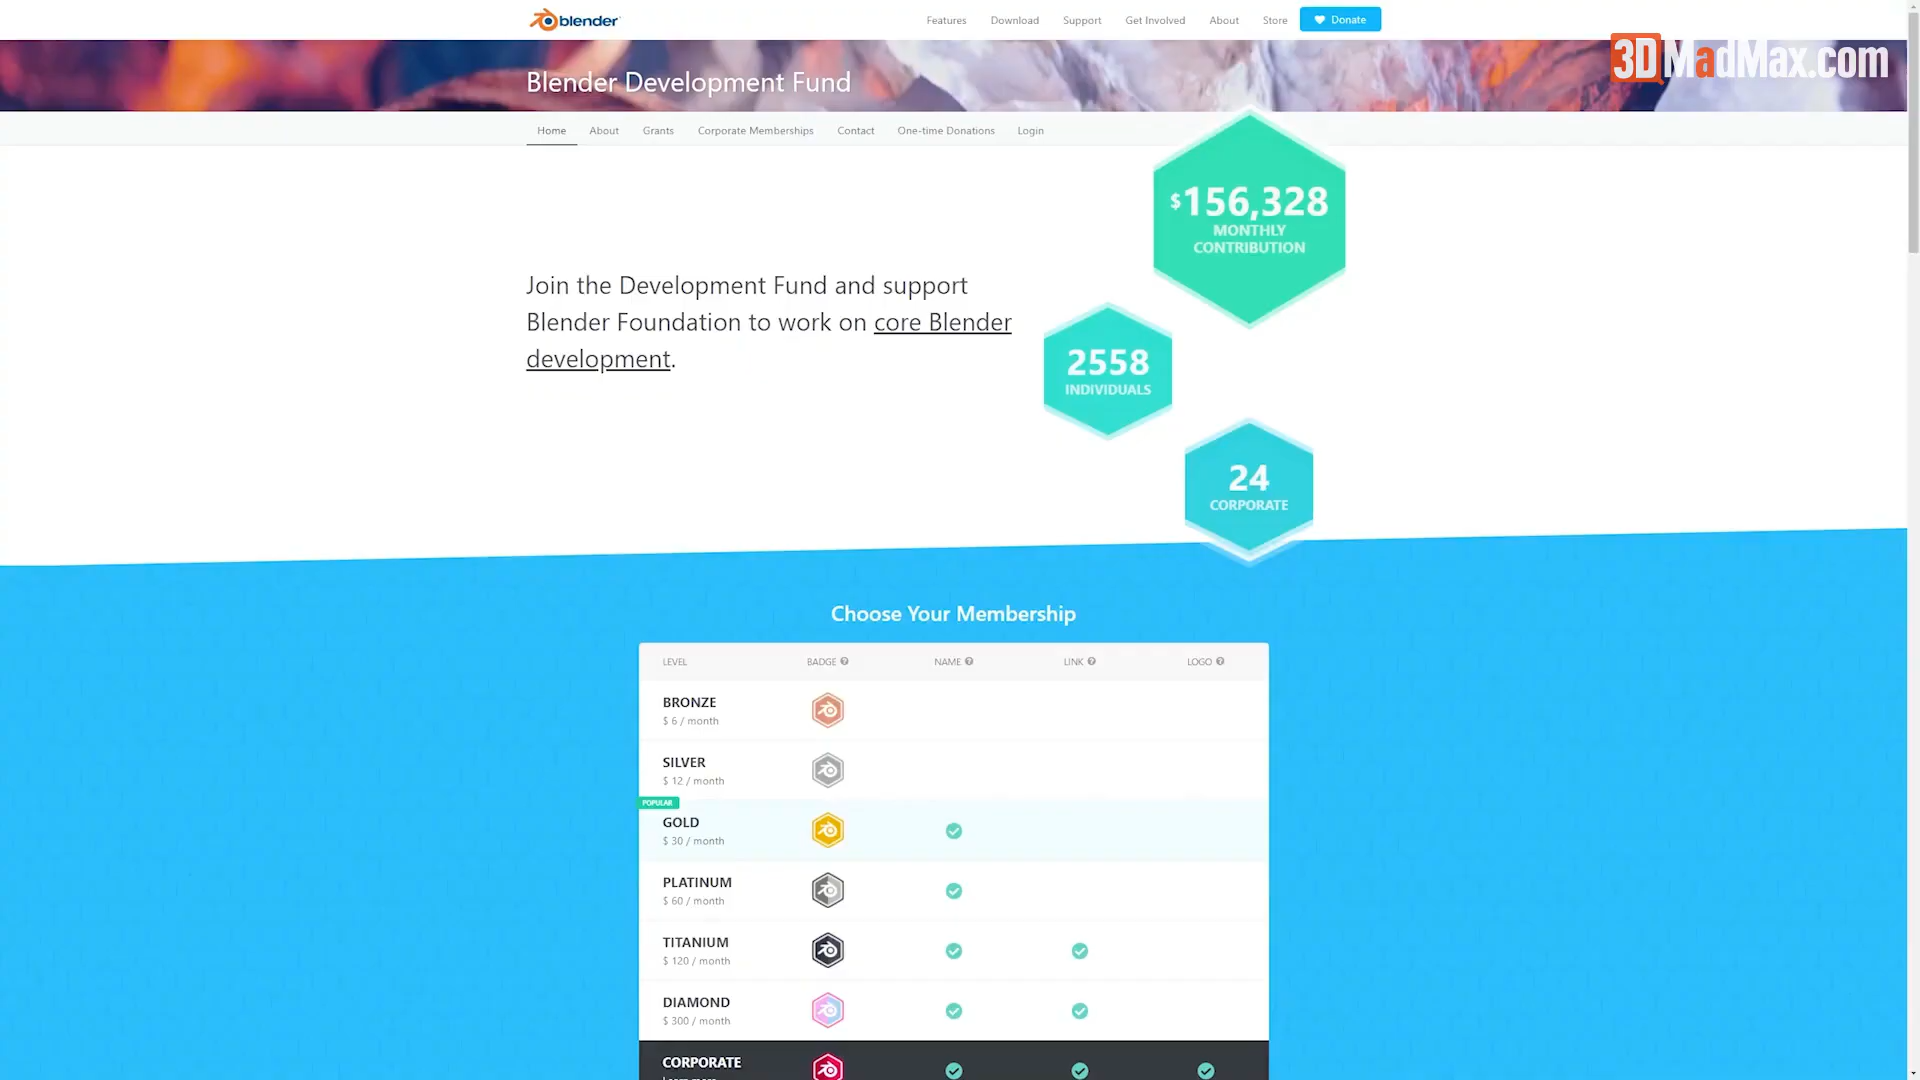 blender
Features Download Support Get Involved About Store Donate
3DMadMax.com
Blender Development Fund
Home About Grants Corporate Memberships Contact One-time Donations Login
$156,328
MONTHLY
CONTRIBUTION
Join the Development Fund and support
Blender Foundation to work on core Blender
development.
2558
INDIVIDUALS
24
CORPORATE
Choose Your Membership
LEVEL BADGE NAME LINK LOGO
BRONZE
$ 6 / month
SILVER
$ 12 / month
POPULAR
GOLD
$ 30 / month
PLATINUM
$ 60 / month
TITANIUM
$ 120 / month
DIAMOND
$ 300 / month
CORPORATE